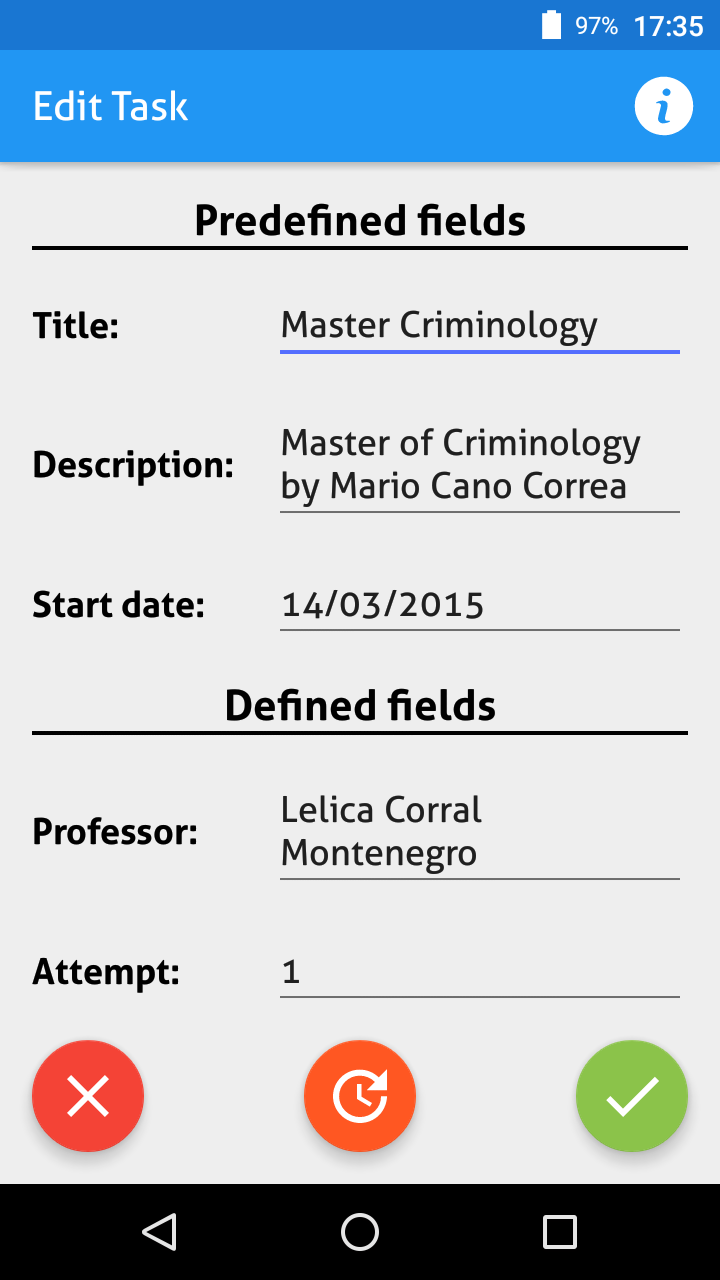 97% 17:35
Edit Task
Predefined fields
Title: Master Criminology
Description: Master of Criminology
by Mario Cano Correa
Start date: 14/03/2015
Defined fields
Professor: Lelica Corral
Montenegro
Attempt: 1